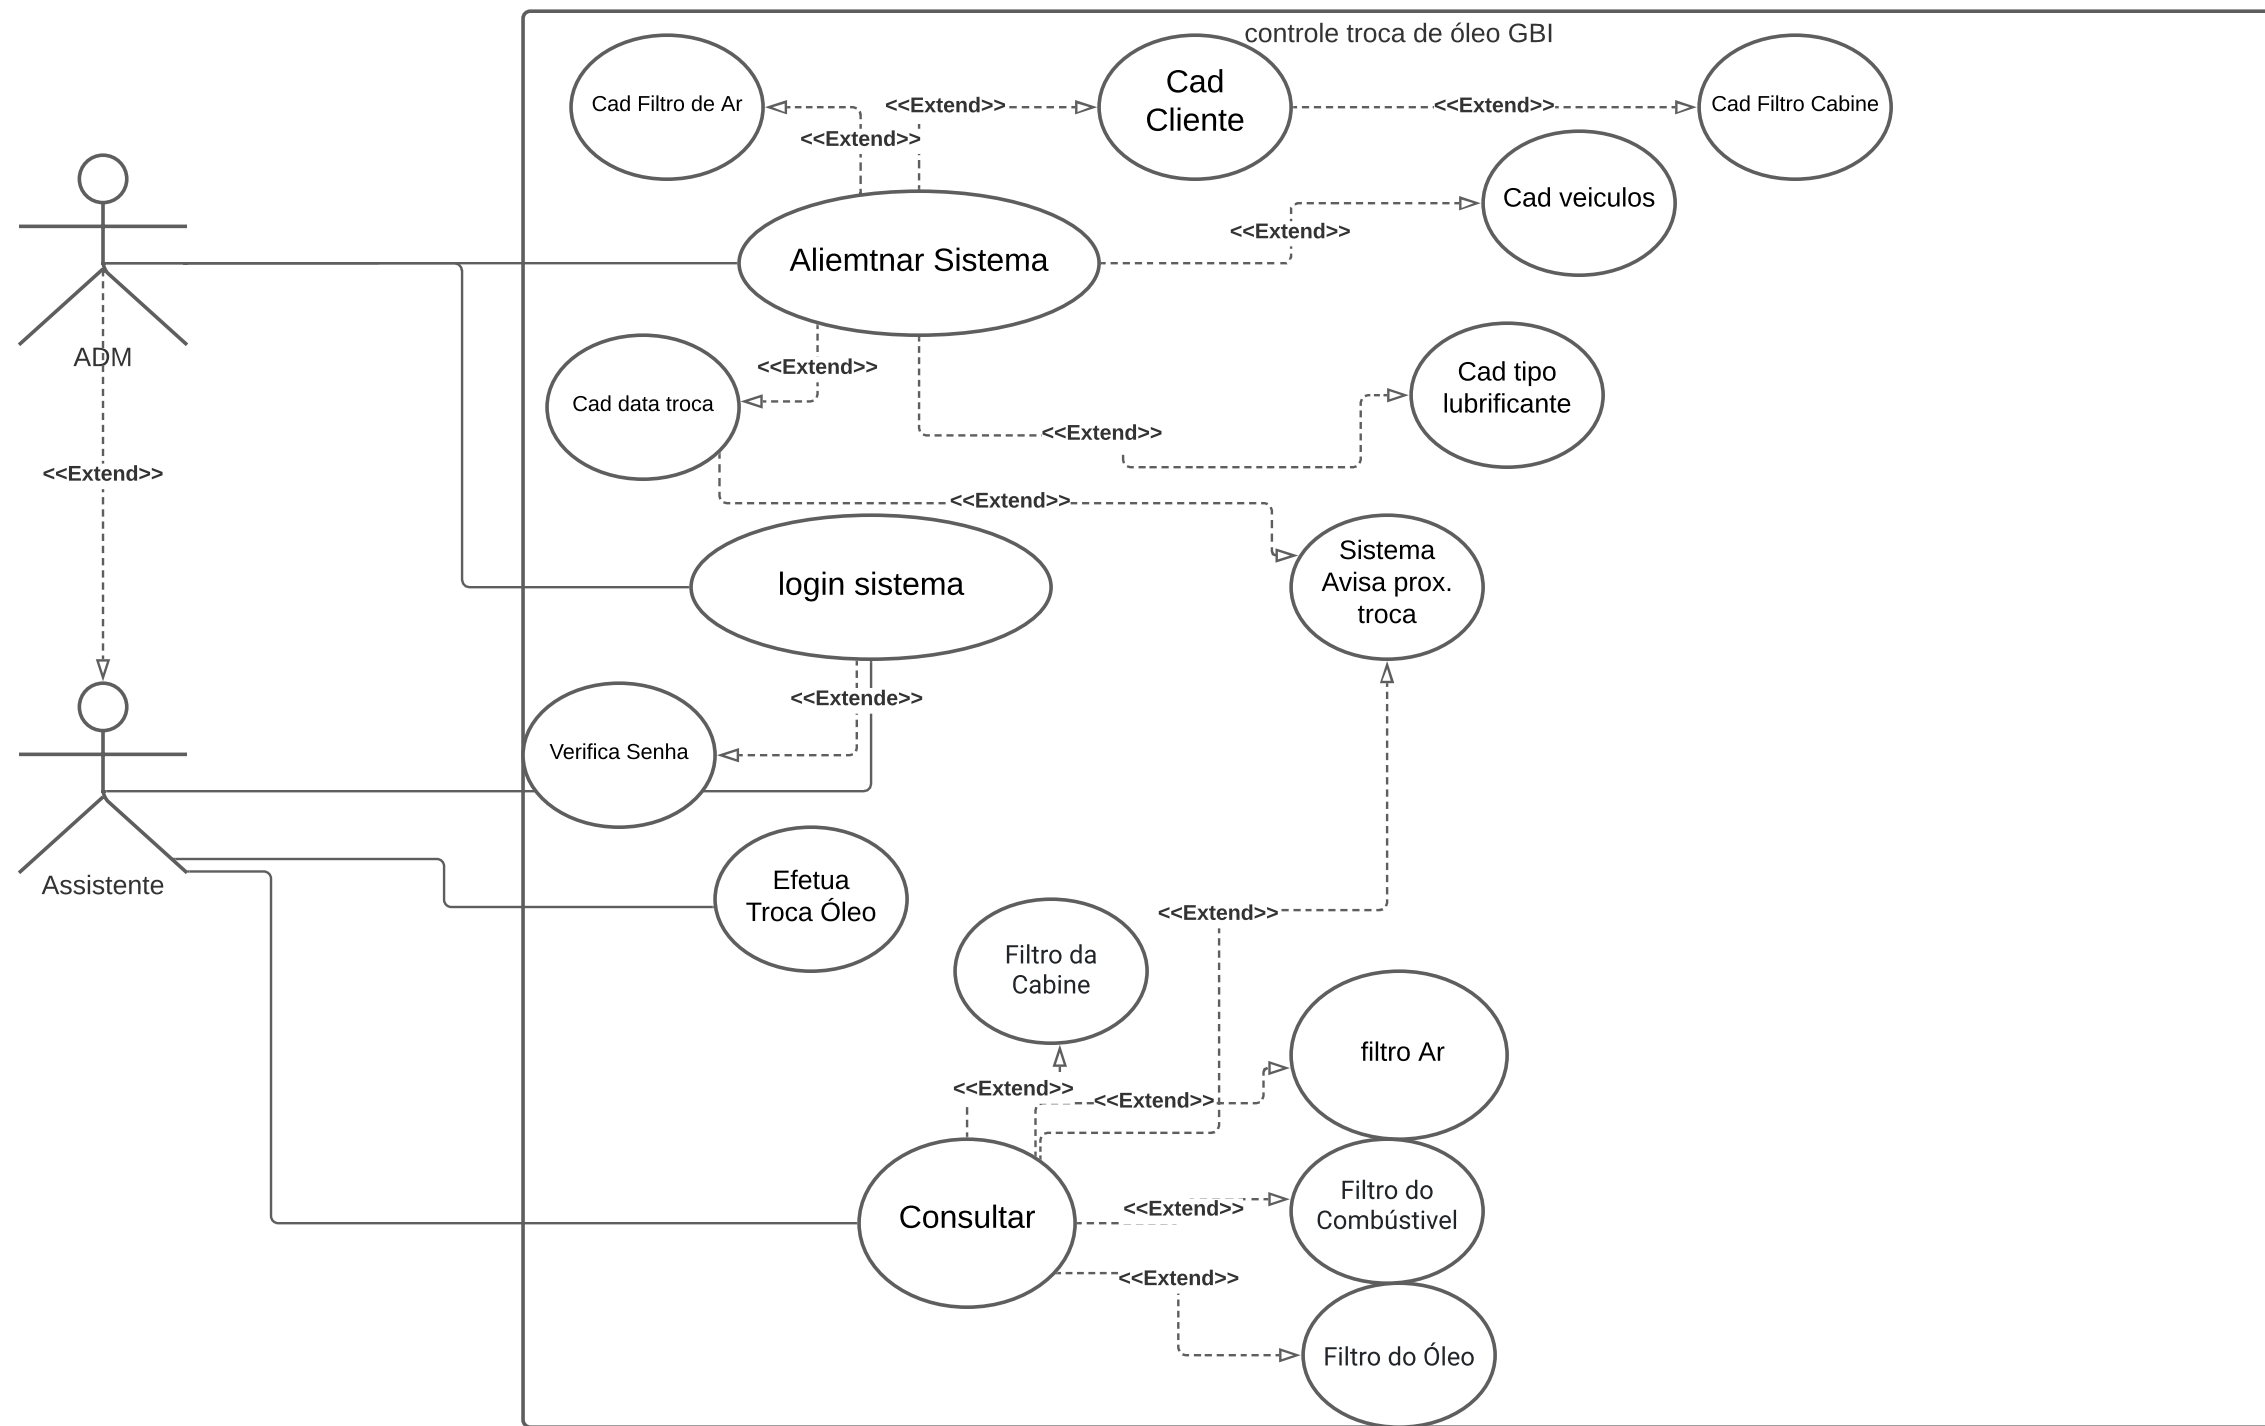 controle troca de óleo GBI
Cad Filtro de Ar
<<Extend>>
<<Extend>>
Cad
Cliente
<<Extend>>
Cad Filtro Cabine
Cad veiculos
<<Extend>>
Aliemtnar Sistema
ADM
<<Extend>>
Cad data troca
<<Extend>>
Cad tipo
lubrificante
<<Extend>>
<<Extend>>
<<Extend>>
login sistema
Sistema
Avisa prox.
troca
<<Extende>>
Verifica Senha
Assistente
Efetua
Troca Óleo
<<Extend>>
Filtro da
Cabine
filtro Ar
<<Extend>>
<<Extend>>
Consultar
<<Extend>>
Filtro do
Combústivel
<<Extend>>
Filtro do Óleo